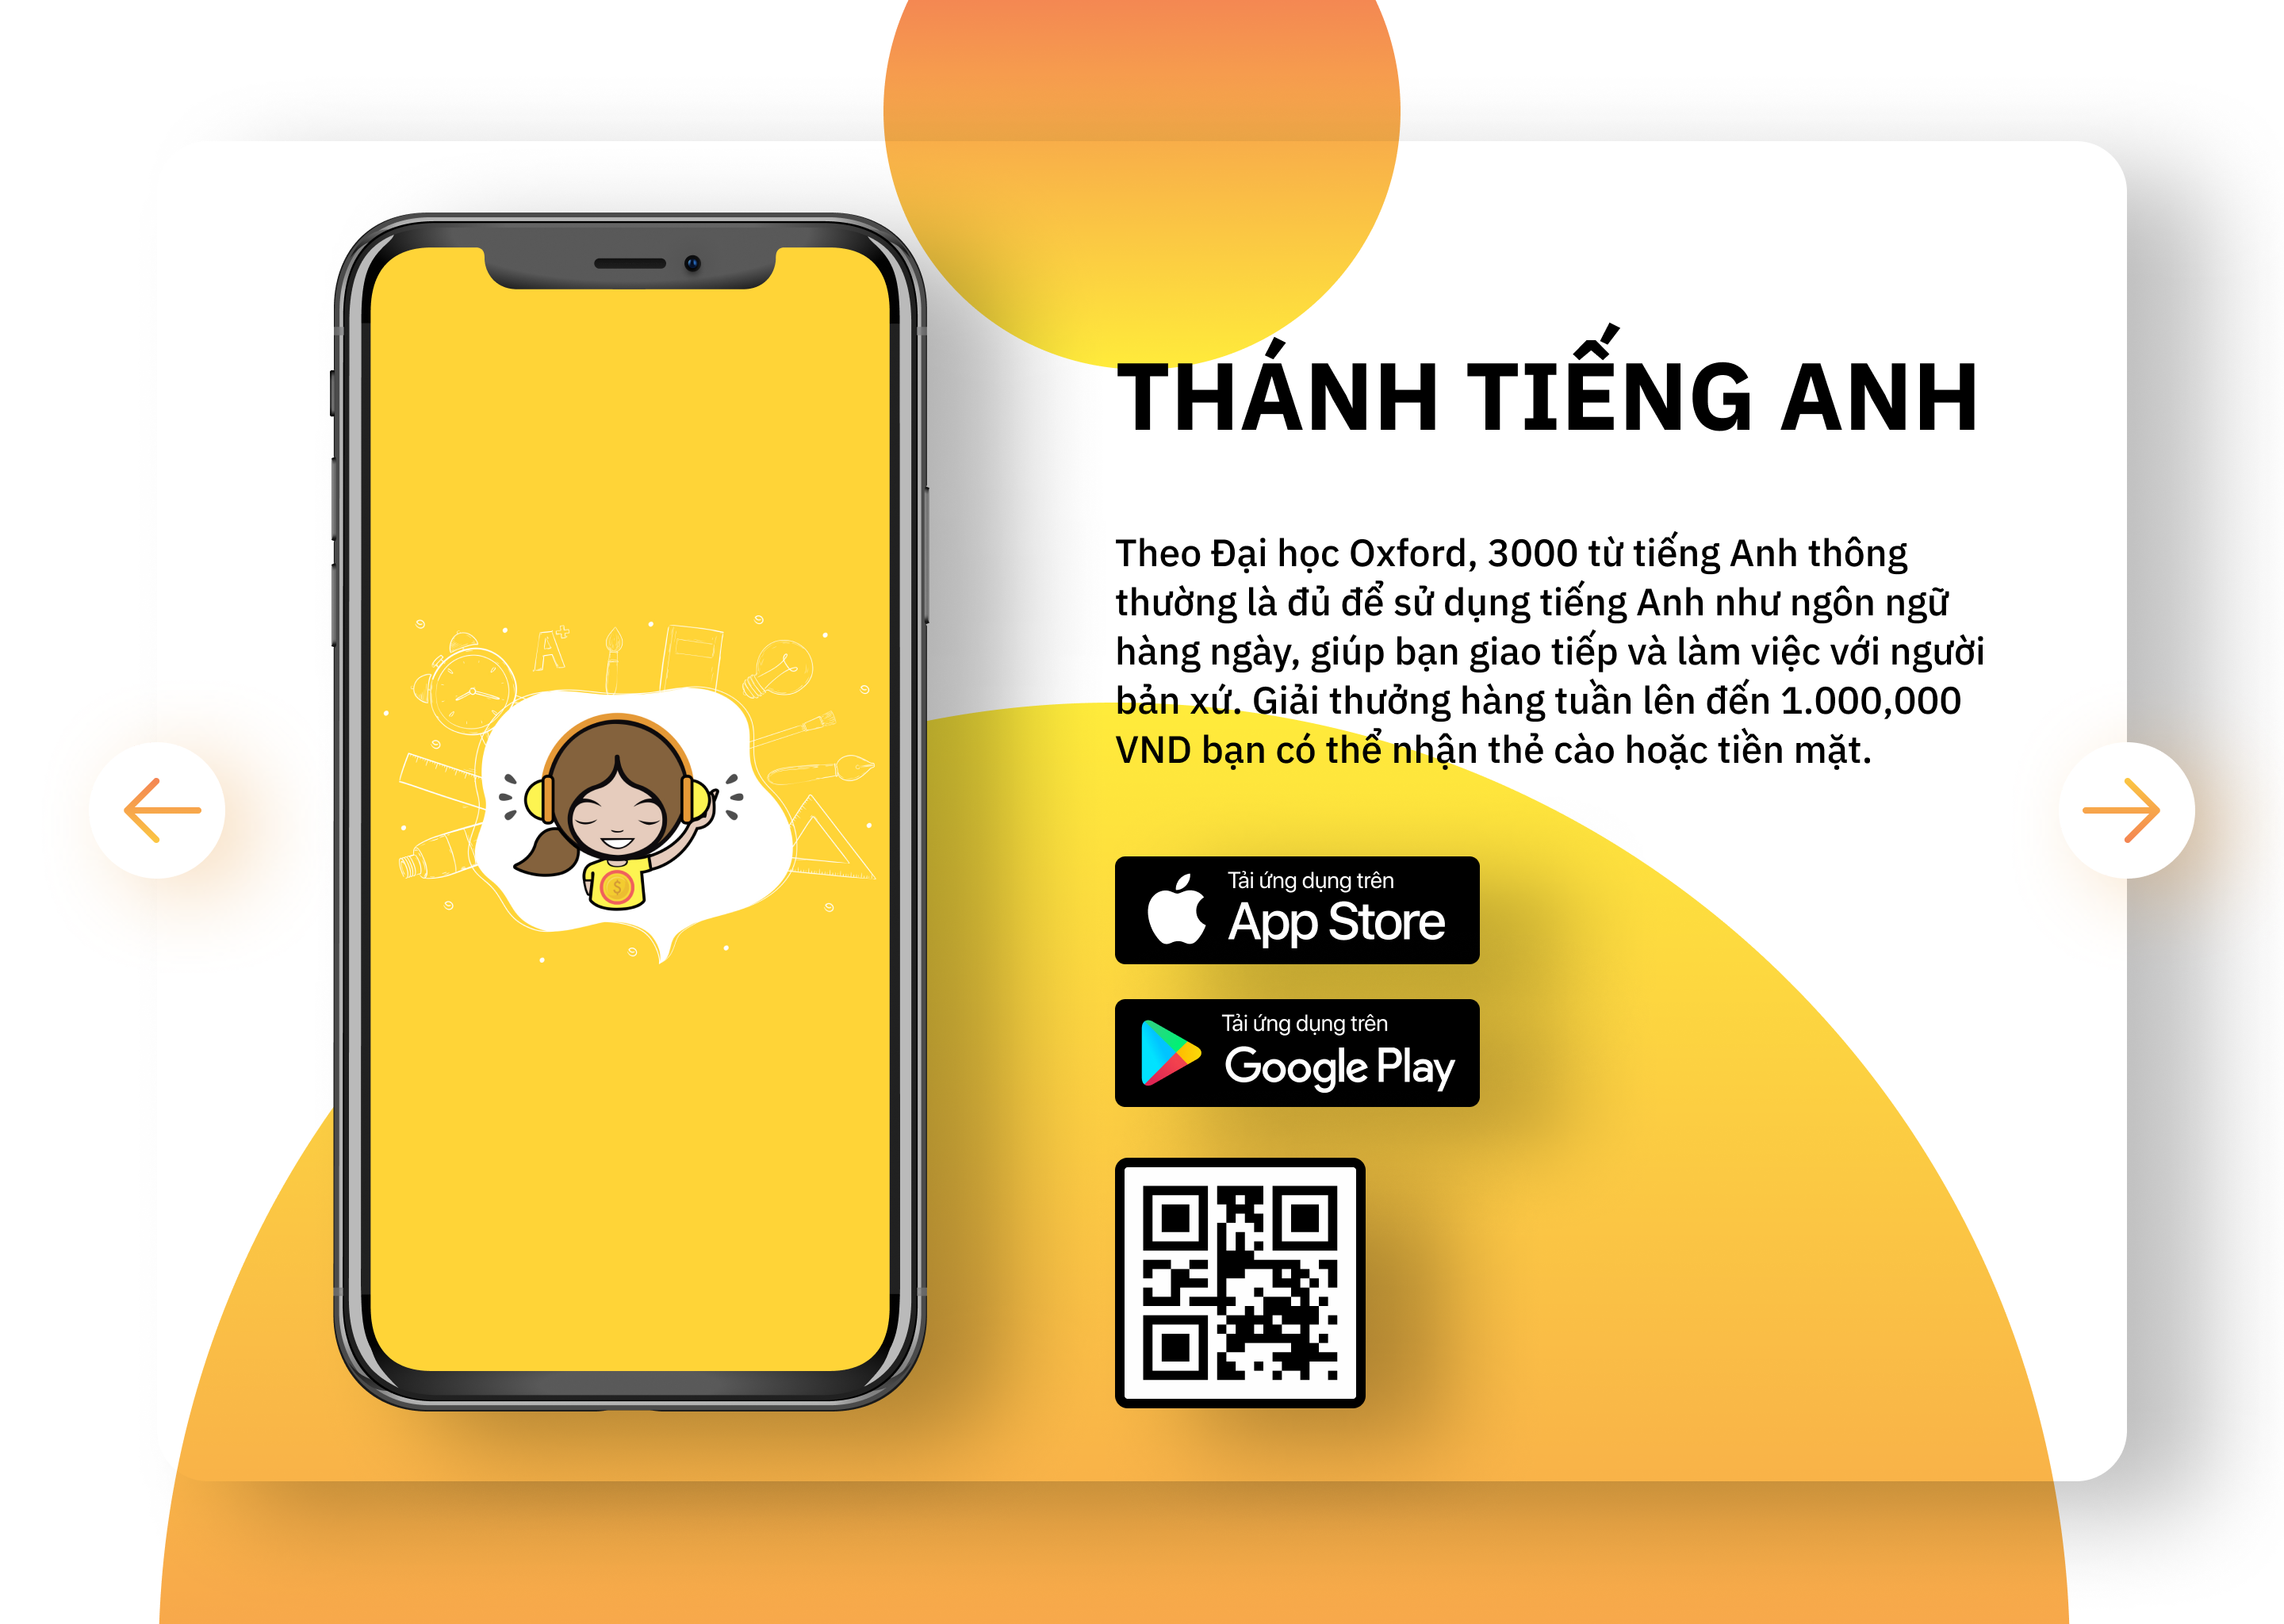 THÁNH TIẾNG ANH
Theo Đại học Oxford, 3000 từ tiếng Anh thông
thường là đủ để sử dụng tiếng Anh như ngôn ngữ
hàng ngày, giúp bạn giao tiếp và làm việc với người
bản xứ. Giải thưởng hàng tuần lên đến 1.000,000
VND bạn có thể nhận thẻ cào hoặc tiền mặt.
A+
$
Tải ứng dụng trên
App Store
Tải ứng dụng trên
Google Play